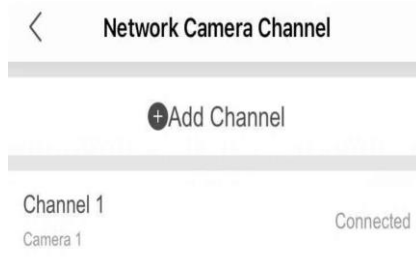 Network Camera Channel
Add Channel
Channel 1
Connected
Camera 1